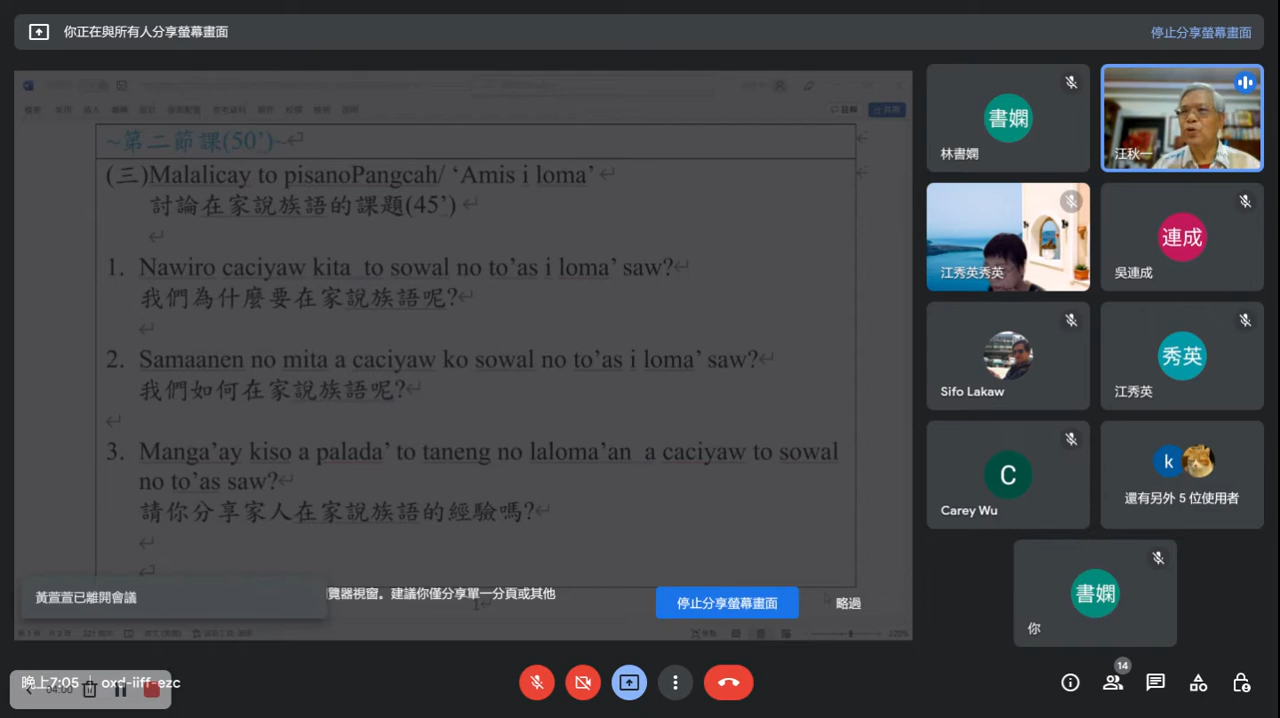 你正在與所有人分享螢幕畫面
停止分享螢幕畫面
~第二節課(50’)~
(三)Malalicay to pisanoPangcah/ ‘Amis i loma’
討論在家說族語的課題(45’)
1. Nawiro caciyaw kita to sowal no to’as i loma’ saw?
我們為什麼要在家說族語呢?
2. Samaanen no mita a caciyaw ko sowal no to’as i loma’ saw?
我們如何在家說族語呢?
3. Manga’ay kiso a palada’ to taneng no laloma’an a caciyaw to sowal
no to’as saw?
請你分享家人在家說族語的經驗嗎?
黃萱萱已離開會議
覽器視窗。建議你僅分享單一分頁或其他
停止分享螢幕畫面
略過
書嫻
林書嫻
汪秋一
江秀英秀英
連成
吳連成
Sifo Lakaw
秀英
江秀英
C
Carey Wu
k
還有另外 5 位使用者
書嫻
你
晚上7:05 | oxd-iiff-ezc
04:00
14